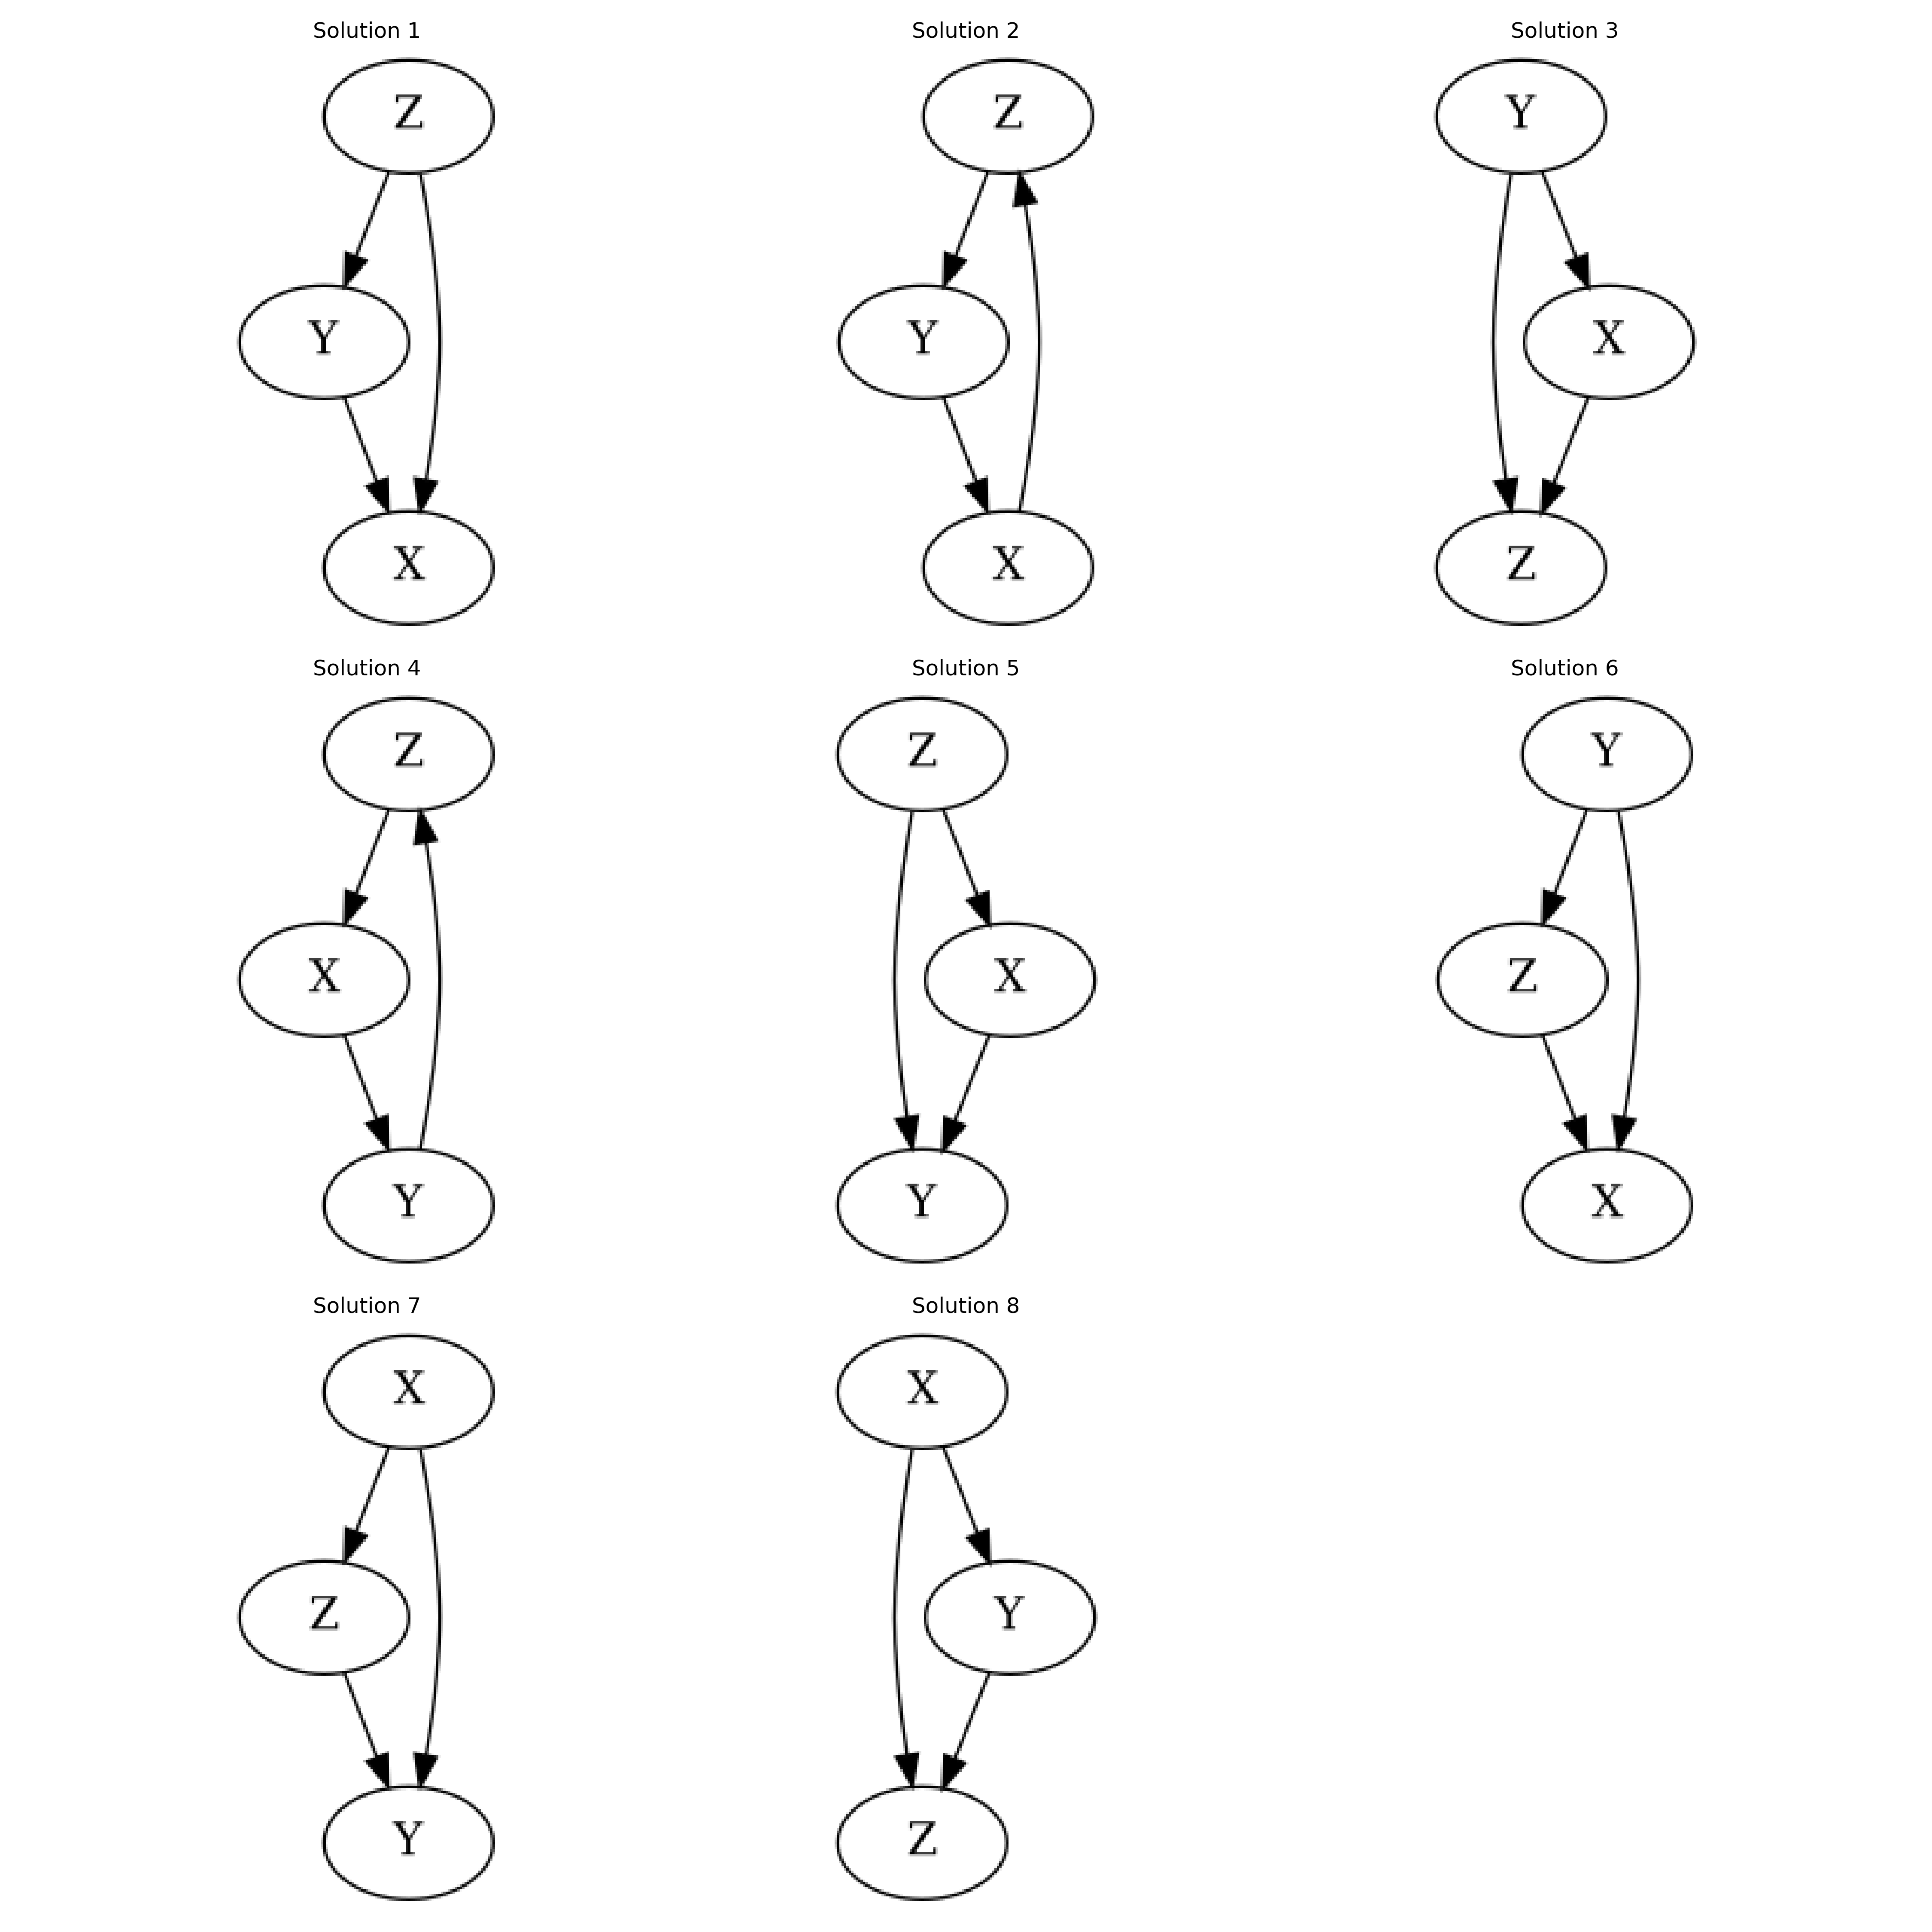 Solution 1
Solution 2
Solution 3
Z
Z
Y
Y
Y
X
X
X
Z
Solution 4
Solution 5
Solution 6
Z
Z
Y
X
X
Z
Y
Y
X
Solution 7
Solution 8
X
X
Z
Y
Y
Z